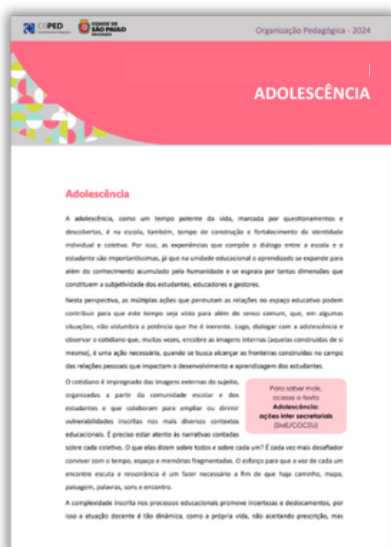 COPED
CIDADE DE
SÃO PAULO
EDUCAÇÃO
Organização Pedagógica - 2024
ADOLESCÊNCIA
Adolescência
A adolescência, como um tempo potente da vida, marcada por questionamentos e
descobertas, é na escola, também, tempo de construção e fortalecimento da identidade
individual e coletiva. Por isso, as experiências que compõe o diálogo entre a escola e o
estudante são importantíssimas, já que na unidade educacional o aprendizado se expande para
além do conhecimento acumulado pela humanidade e se espraia por tantas dimensões que
constituem a subjetividade dos estudantes, educadores e gestores.
Nesta perspectiva, as múltiplas ações que permutam as relações no espaço educativo podem
contribuir para que este tempo seja visto para além do senso comum, que, em algumas
situações, não vislumbra a potência que lhe é inerente. Logo, dialogar com a adolescência e
observar o cotidiano que, muitas vezes, encobre as imagens internas (aquelas construídas de si
mesmo), é uma ação necessária, quando se busca alcançar as fronteiras construídas no campo
das relações pessoais que impactam o desenvolvimento e aprendizagem dos estudantes.
O cotidiano é impregnado das imagens externas do sujeito,
organizadas a partir da comunidade escolar e dos
estudantes e que colaboram para ampliar ou dirimir
vulnerabilidades inscritas nos mais diversos contextos
educacionais. É preciso estar atento às narrativas contadas
Para saber mais,
acesse o texto
Adolescência:
ações inter secretariais
(SME/COCEU)
sobre cada coletivo. O que elas dizem sobre todos e sobre cada um? É cada vez mais desafiador
conviver com o tempo, espaço e memórias fragmentadas. O esforço para que a voz de cada um
encontre escuta e ressonância é um fazer necessário a fim de que haja caminho, mapa,
paisagem, palavras, sons e encontro.
A complexidade inscrita nos processos educacionais promove incertezas e deslocamentos, por
isso a atuação docente é tão dinâmica, como a própria vida, não aceitando prescrição, mas